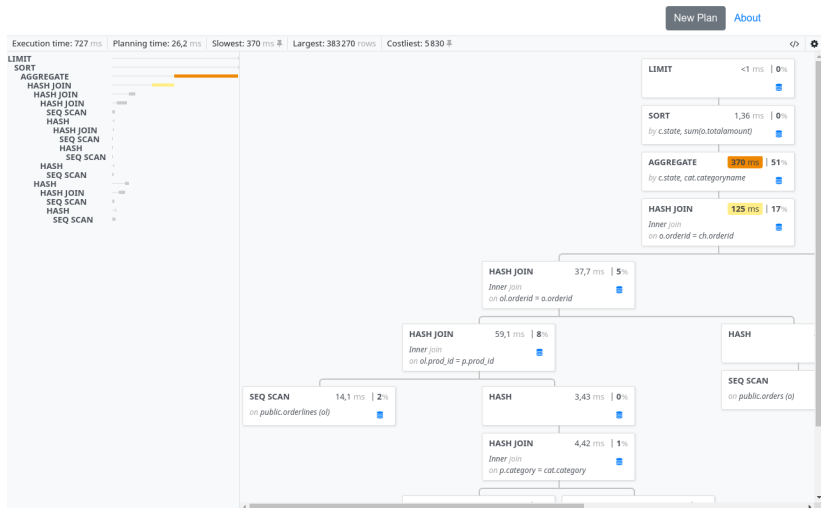 New Plan About
Execution time: 727 ms Planning time: 26,2 ms Slowest: 370 ms Largest: 383 270 rows Costliest: 5 830 </>
LIMIT
SORT
AGGREGATE
HASH JOIN
HASH JOIN
HASH JOIN
SEQ SCAN
HASH
HASH JOIN
SEQ SCAN
HASH
SEQ SCAN
HASH
SEQ SCAN
HASH
HASH JOIN
SEQ SCAN
HASH
SEQ SCAN
LIMIT <1 ms | 0%
SORT 1,36 ms | 0%
by c.state, sum(o.totalamount)
AGGREGATE 370 ms | 51%
by c.state, cat.categoryname
HASH JOIN 125 ms | 17%
Inner join
on o.orderid = ch.orderid
HASH JOIN 37,7 ms | 5%
Inner join
on ol.orderid = o.orderid
HASH JOIN 59,1 ms | 8%
Inner join
on ol.prod_id = p.prod_id
HASH
SEQ SCAN
on public.orders (o)
SEQ SCAN 14,1 ms | 2%
on public.orderlines (ol)
HASH 3,43 ms | 0%
HASH JOIN 4,42 ms | 1%
Inner join
on p.category = cat.category